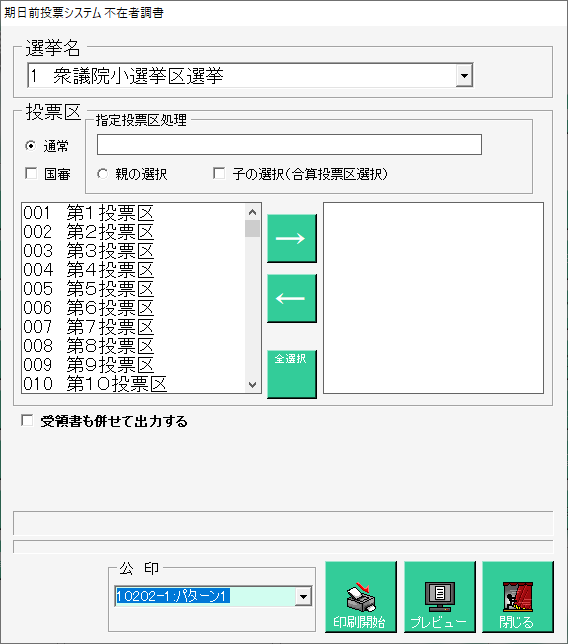 期日前投票システム 不在者調書
選挙名
1 衆議院小選挙区選挙
投票区
指定投票区処理
通常
国審
親の選択
子の選択(合算投票区選択)
001 第1投票区
002 第2投票区
003 第3投票区
004 第4投票区
005 第5投票区
006 第6投票区
007 第7投票区
008 第8投票区
009 第9投票区
010 第10投票区
→
←
全選択
受領書も併せて出力する
公 印
10202-1:パターン1
印刷開始
プレビュー
閉じる